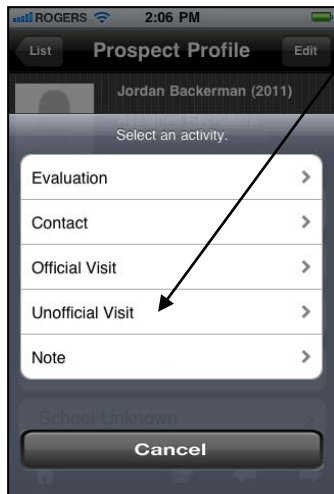 ROGERS 2:06 PM
List Prospect Profile Edit
Jordan Backerman (2011)
Select an activity.
Evaluation
Contact
Official Visit
Unofficial Visit
Note
School Unknown
Cancel